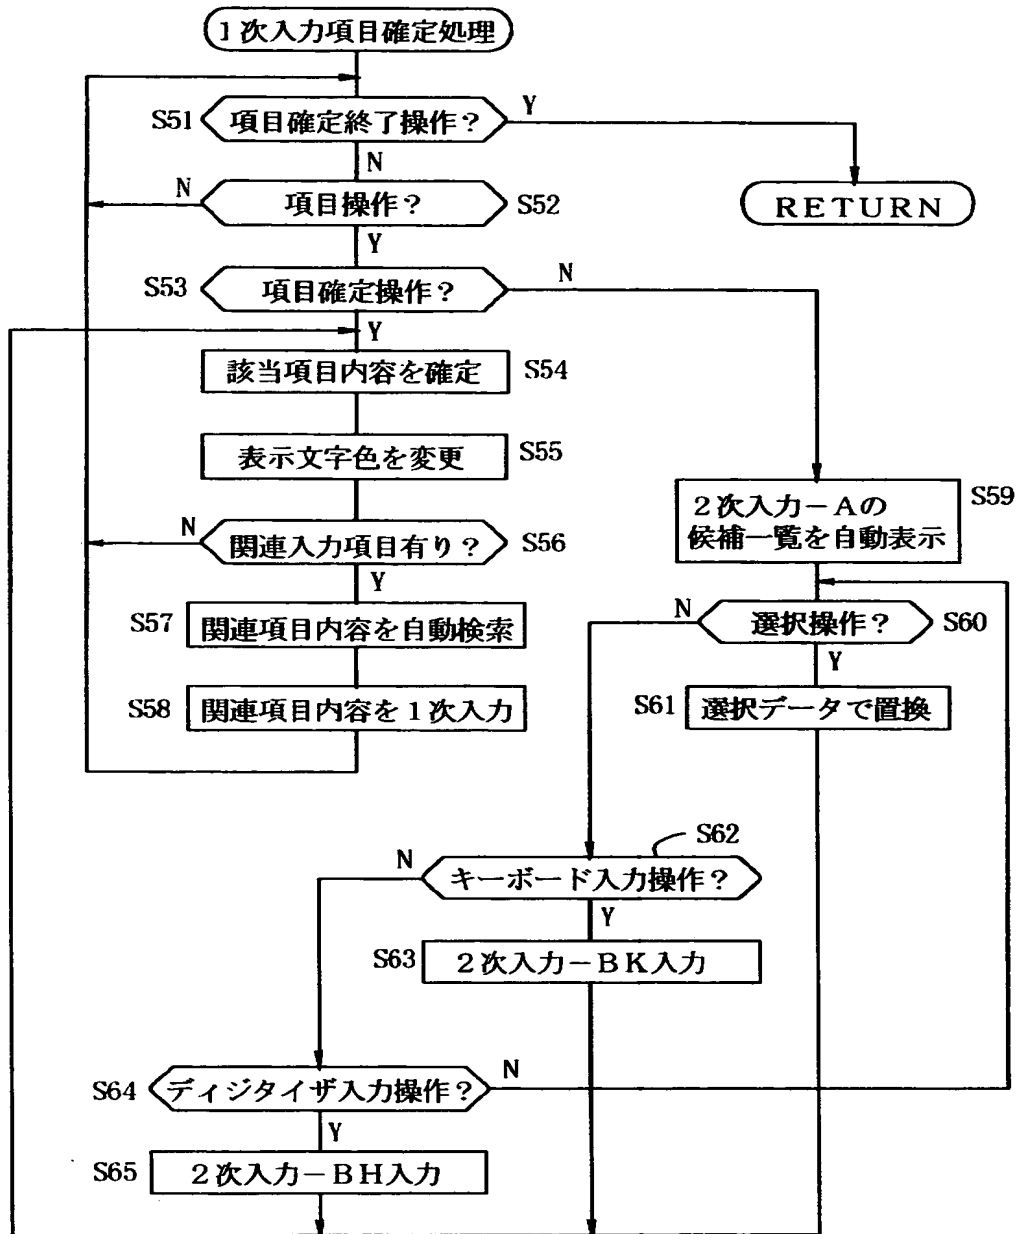 1次入力項目確定処理
S51
項目確定終了操作?
Y
N
N
項目操作?
S52
RETURN
Y
S53
項目確定操作?
N
Y
該当項目内容を確定
S54
表示文字色を変更
S55
2次入力-Aの
候補一覧を自動表示
S59
N
関連入力項目有り?
S56
Y
S57
関連項目内容を自動検索
N
選択操作?
S60
Y
S58
関連項目内容を1次入力
S61
選択データで置換
S62
N
キーボード入力操作?
Y
S63
2次入力-BK入力
S64
ディジタイザ入力操作?
N
Y
S65
2次入力-BH入力